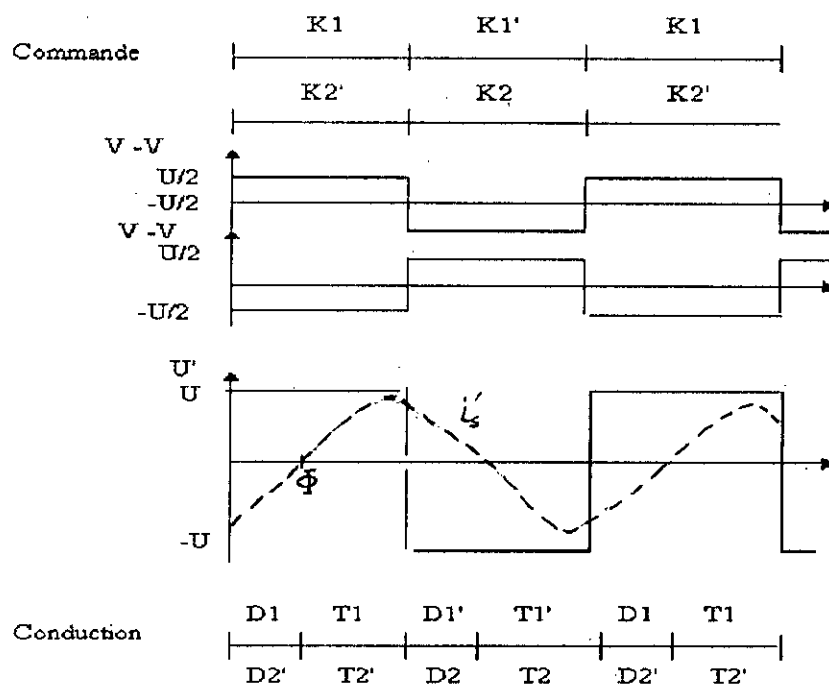 K1 K1' K1
Commande
K2' K2 K2'
V -V
U/2
-U/2
V -V
U/2
-U/2
U'
U
i's
Φ
-U
D1 T1 D1' T1' D1 T1
Conduction
D2' T2' D2 T2 D2' T2'